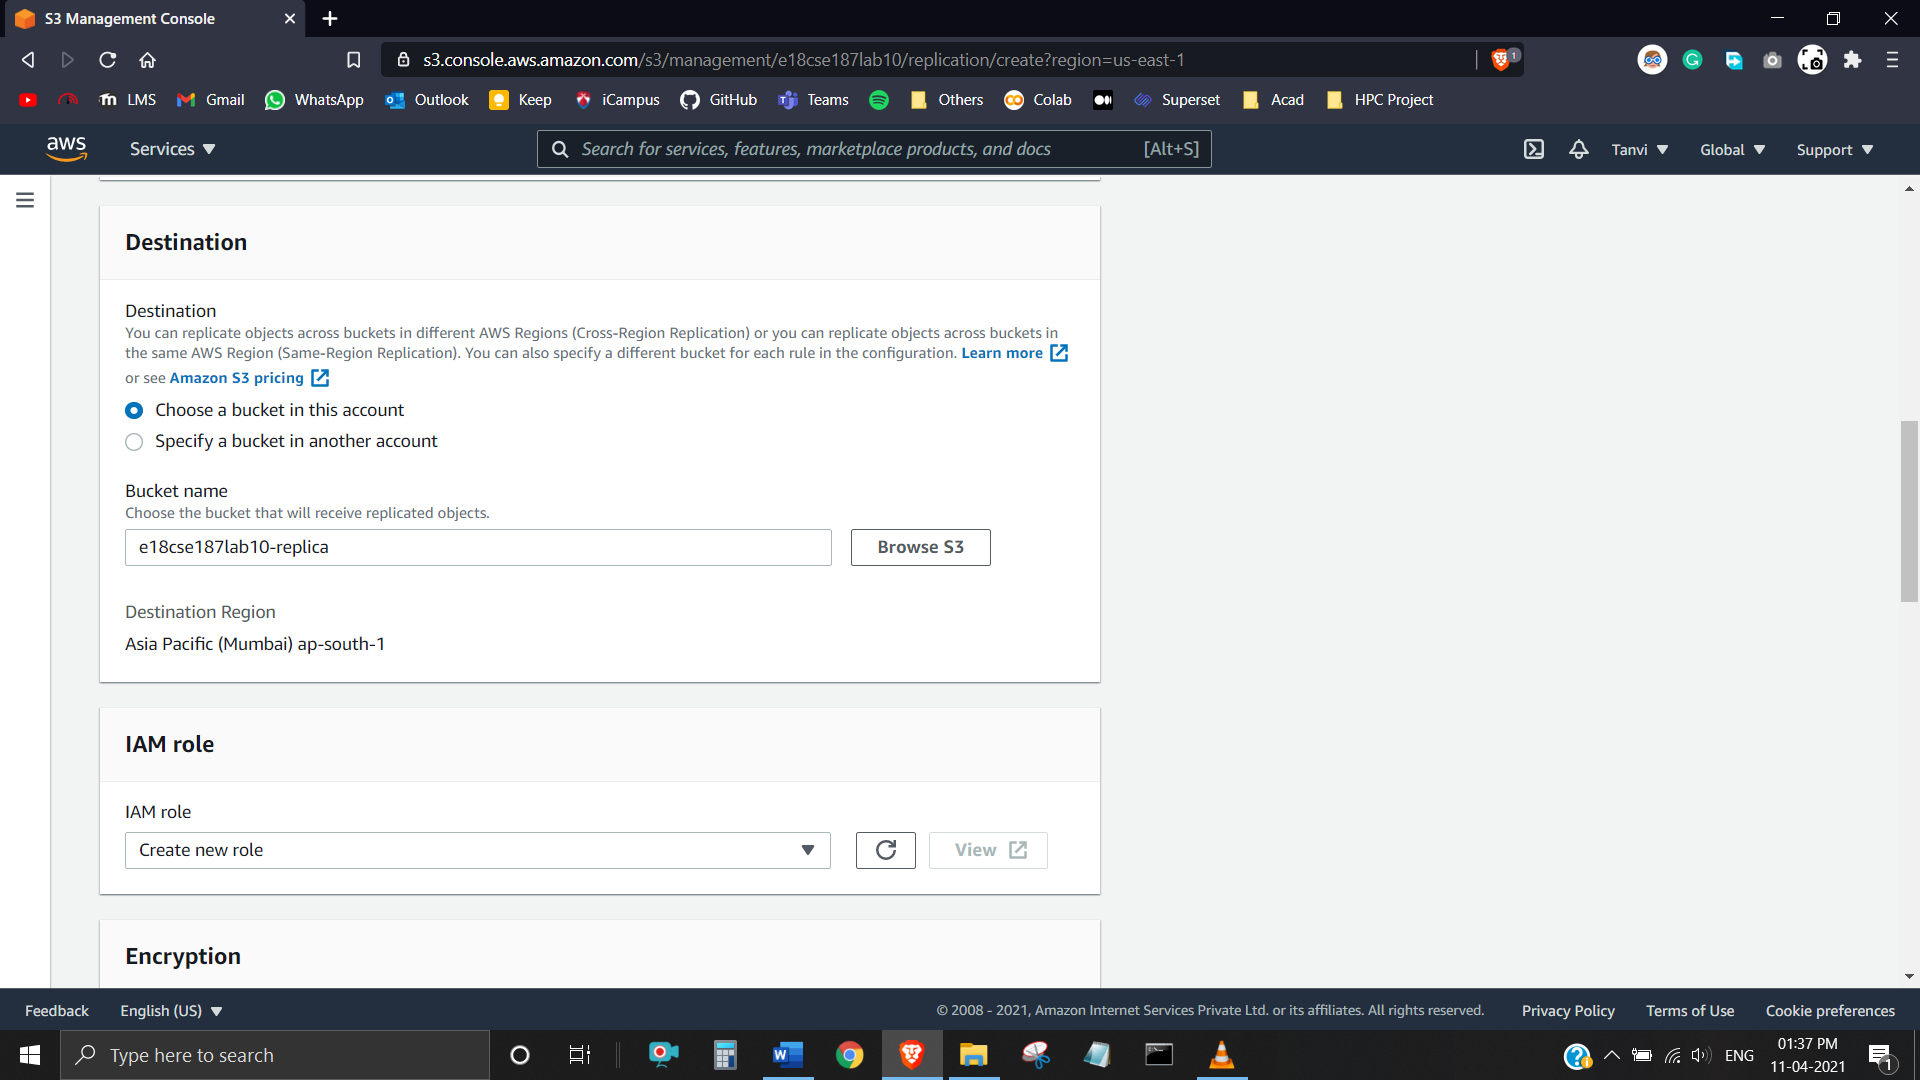 S3 Management Console
s3.console.aws.amazon.com/s3/management/e18cse187lab10/replication/create?region=us-east-1
1
LMS Gmail WhatsApp Outlook Keep iCampus GitHub Teams Others Colab Superset Acad HPC Project
aws Services Search for services, features, marketplace products, and docs [Alt+S] Tanvi Global Support
Destination
Destination
You can replicate objects across buckets in different AWS Regions (Cross-Region Replication) or you can replicate objects across buckets in
the same AWS Region (Same-Region Replication). You can also specify a different bucket for each rule in the configuration. Learn more
or see Amazon S3 pricing
Choose a bucket in this account
Specify a bucket in another account
Bucket name
Choose the bucket that will receive replicated objects.
e18cse187lab10-replica Browse S3
Destination Region
Asia Pacific (Mumbai) ap-south-1
IAM role
IAM role
Create new role View
Encryption
Feedback English (US) © 2008 - 2021, Amazon Internet Services Private Ltd. or its affiliates. All rights reserved. Privacy Policy Terms of Use Cookie preferences
Type here to search ENG 01:37 PM
11-04-2021 1